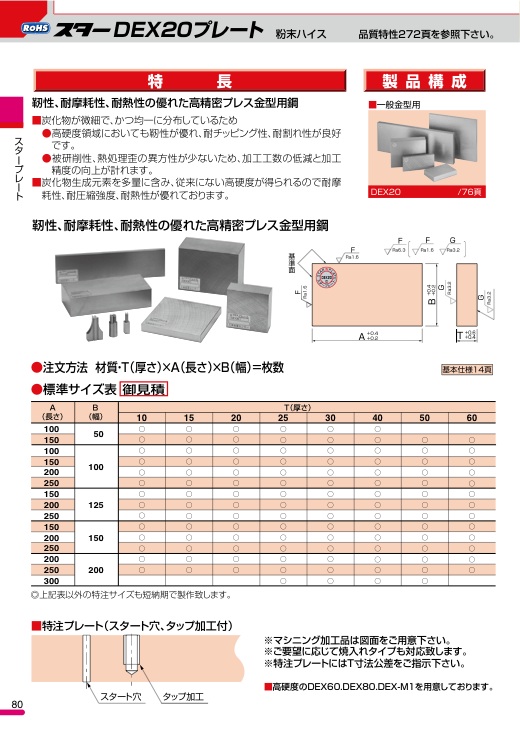 RoHS スターDEX20プレート 粉末ハイス 品質特性272頁を参照下さい。
特長
靭性、耐摩耗性、耐熱性の優れた高精密プレス金型用鋼
■炭化物が微細で、かつ均一に分布しているため
●高硬度領域においても靭性が優れ、耐チッピング性、耐割れ性が良好
です。
●被研削性、熱処理歪の異方性が少ないため、加工工数の低減と加工
精度の向上が計れます。
■炭化物生成元素を多量に含み、従来にない高硬度が得られるので耐摩
耗性、耐圧縮強度、耐熱性が優れております。
製品構成
■一般金型用
DEX20 /76頁
スタープレート
靭性、耐摩耗性、耐熱性の優れた高精密プレス金型用鋼
基準面
F Ra1.6
F Ra6.3
F Ra1.6
G Ra3.2
F Ra1.6
DEX20
B +0.4 +0.2
G Ra3.2
G Ra3.2
A +0.4 +0.2
T +0.5 +0.4
●注文方法 材質・T(厚さ)×A(長さ)×B(幅)=枚数
基本仕様14頁
●標準サイズ表 御見積
A(長さ) B(幅) T(厚さ)
10 15 20 25 30 40 50 60
100 50 ○ ○ ○ ○ ○ ○
150 ○ ○ ○ ○ ○ ○ ○ ○
100 100 ○ ○ ○ ○ ○ ○ ○ ○
150 ○ ○ ○ ○ ○ ○ ○ ○
200 ○ ○ ○ ○ ○ ○ ○ ○
250 ○ ○ ○ ○ ○ ○ ○ ○
150 125 ○ ○ ○ ○ ○ ○ ○ ○
200 ○ ○ ○ ○ ○ ○ ○ ○
250 ○ ○ ○ ○ ○ ○ ○ ○
150 150 ○ ○ ○ ○ ○ ○ ○ ○
200 ○ ○ ○ ○ ○ ○ ○ ○
250 ○ ○ ○ ○ ○ ○ ○ ○
200 200 ○ ○ ○ ○ ○ ○ ○ ○
250 ○ ○ ○ ○ ○ ○ ○ ○
300 ○ ○ ○ ○
◎上記表以外の特注サイズも短納期で製作致します。
■特注プレート(スタート穴、タップ加工付)
スタート穴 タップ加工
※マシニング加工品は図面をご用意下さい。
※ご要望に応じて焼入れタイプも対応致します。
※特注プレートにはT寸法公差をご指示下さい。
■高硬度のDEX60.DEX80.DEX-M1を用意しております。
80